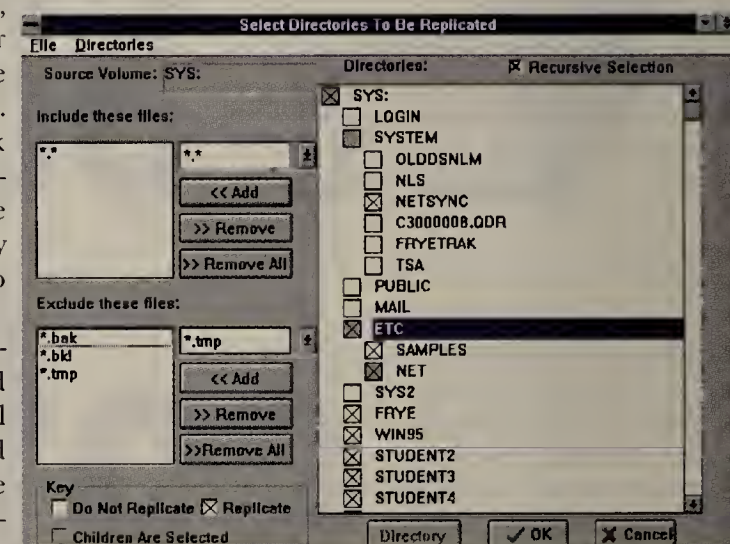 Select Directories To Be Replicated
File Directories
Source Volume: SYS:
Include these files:
*.*
*.*
<< Add
>> Remove
>> Remove All
Exclude these files:
*.bak
*.bkl
*.tmp
*.tmp
<< Add
>> Remove
>>Remove All
Key
Do Not Replicate Replicate
Children Are Selected
Directories: Recursive Selection
SYS:
LOGIN
SYSTEM
OLDDSNLM
NLS
NETSYNC
C3000008.QDR
FRYETRAK
TSA
PUBLIC
MAIL
ETC
SAMPLES
NET
SYS2
FRYE
WIN95
STUDENT2
STUDENT3
STUDENT4
Directory OK Cancel